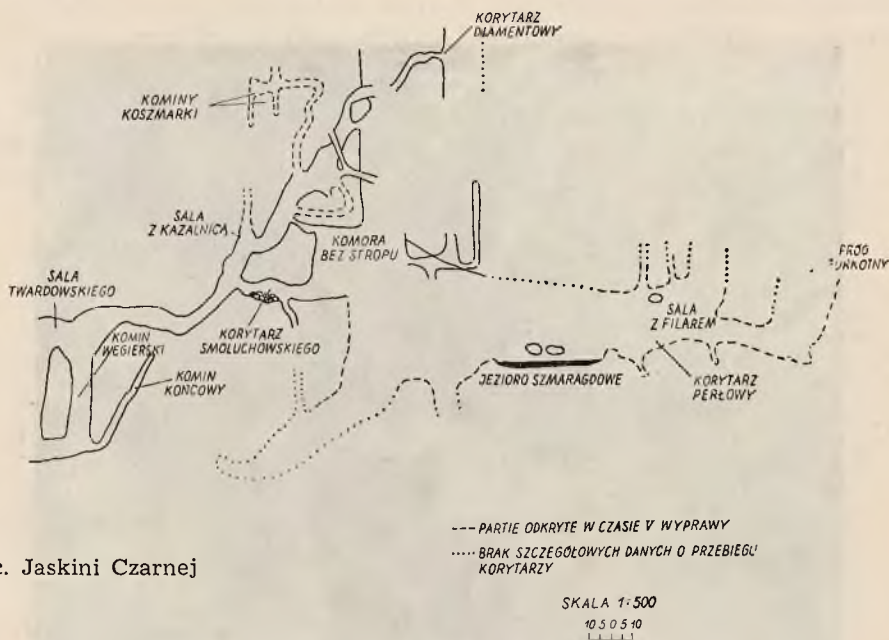 KORYTARZ
DIAMENTOWY
KOMINY
KOSZMARKI
SALA
Z KAZALNICĄ
KOMORA
BEZ STROPU
PRÓG
SALA
TWARDOWSKIEGO
SALA
Z FILAREM
KOMIN
WĘGIERSKI
KORYTARZ
SMOLUCHOWSKIEGO
KOMIN
KOŃCOWY
JEZIORO SZMARAGDOWE
KORYTARZ
PERŁOWY
--- PARTIE ODKRYTE W CZASIE V WYPRAWY
..... BRAK SZCZEGÓŁOWYCH DANYCH O PRZEBIEGU
KORYTARZY
Jaskini Czarnej
SKALA 1:500
10 5 0 5 10